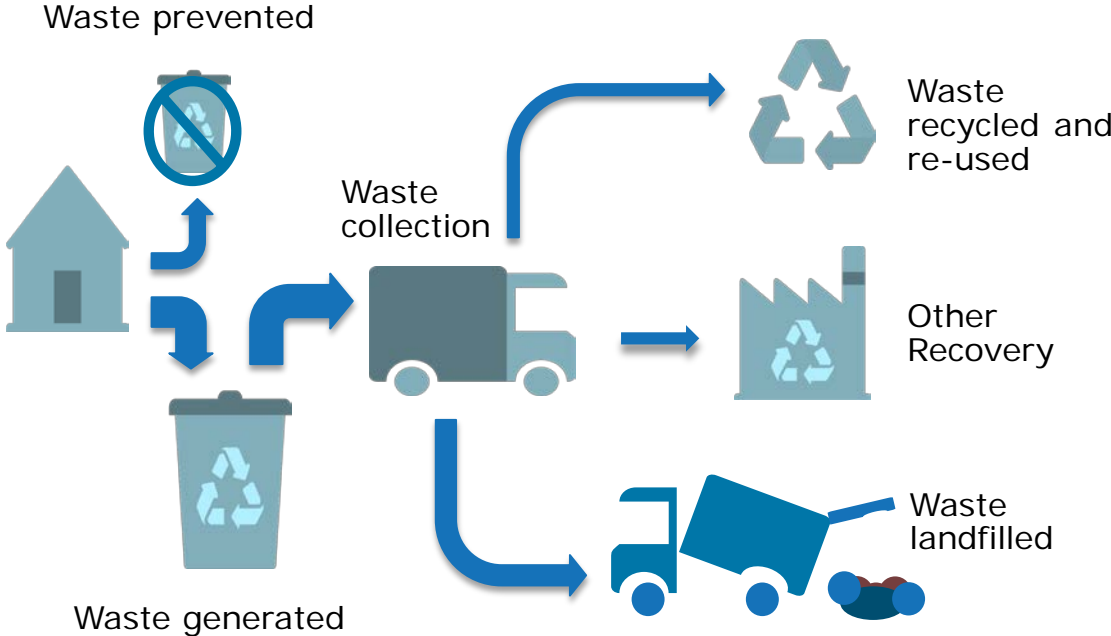 Waste prevented
Waste
collection
Waste
recycled and
re-used
Other
Recovery
Waste
landfilled
Waste generated